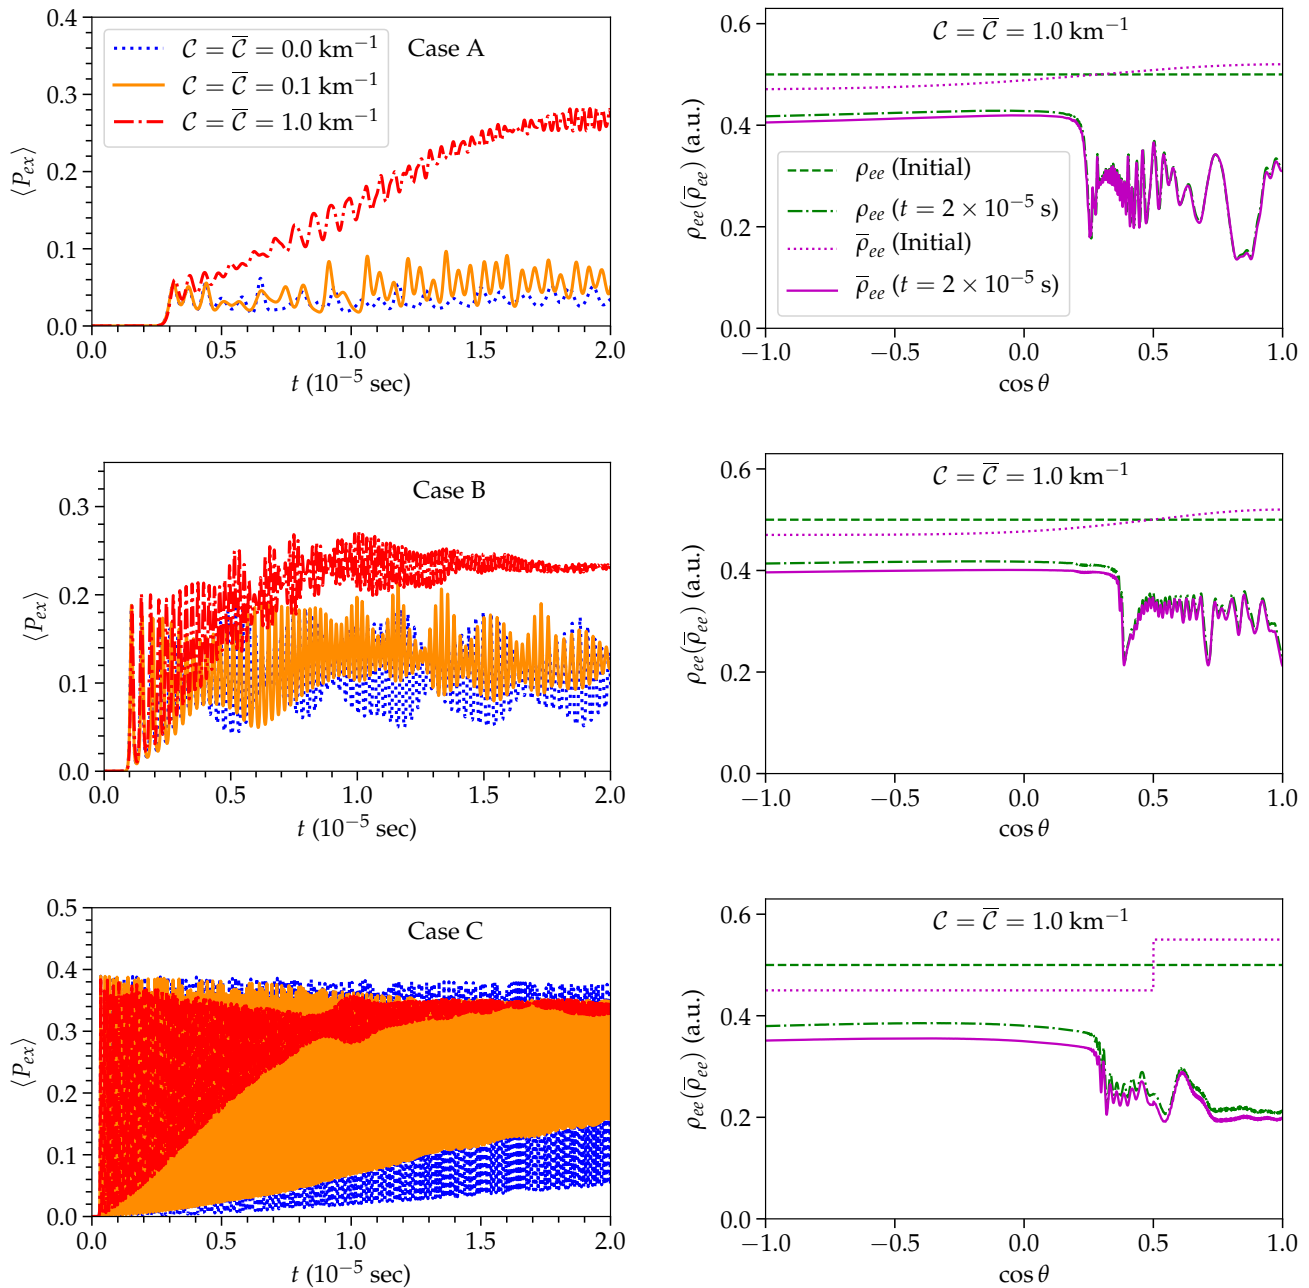 0.4
0.3
0.2
0.1
0.0
⟨P_ex⟩
C = C̅ = 0.0 km⁻¹
C = C̅ = 0.1 km⁻¹
C = C̅ = 1.0 km⁻¹
Case A
0.0 0.5 1.0 1.5 2.0
t (10⁻⁵ sec)
0.6
0.4
0.2
0.0
ρ_ee(ρ̅_ee) (a.u.)
C = C̅ = 1.0 km⁻¹
ρ_ee (Initial)
ρ_ee (t = 2 × 10⁻⁵ s)
ρ̅_ee (Initial)
ρ̅_ee (t = 2 × 10⁻⁵ s)
−1.0 −0.5 0.0 0.5 1.0
cos θ
0.3
0.2
0.1
0.0
⟨P_ex⟩
Case B
0.0 0.5 1.0 1.5 2.0
t (10⁻⁵ sec)
0.6
0.4
0.2
0.0
ρ_ee(ρ̅_ee) (a.u.)
C = C̅ = 1.0 km⁻¹
−1.0 −0.5 0.0 0.5 1.0
cos θ
0.5
0.4
0.3
0.2
0.1
0.0
⟨P_ex⟩
Case C
0.0 0.5 1.0 1.5 2.0
t (10⁻⁵ sec)
0.6
0.4
0.2
0.0
ρ_ee(ρ̅_ee) (a.u.)
C = C̅ = 1.0 km⁻¹
−1.0 −0.5 0.0 0.5 1.0
cos θ